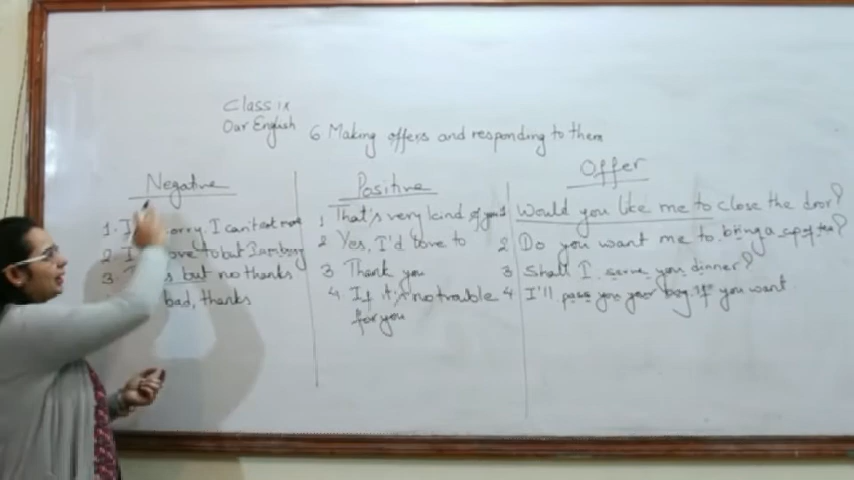 Class ix
Our English 6 Making offers and responding to them
Negative
1. I'm sorry, I can't eat more
2. I love to but I am busy
3. but no thanks
bad, thanks
Positive
1 That's very kind of you
2 Yes, I'd love to
3 Thank you
4. If it's no trouble
for you
Offer
1 Would you like me to close the dror?
2 Do you want me to bring a cup of tea?
3 Shall I serve your dinner?
4 I'll pass you your bag if you want.